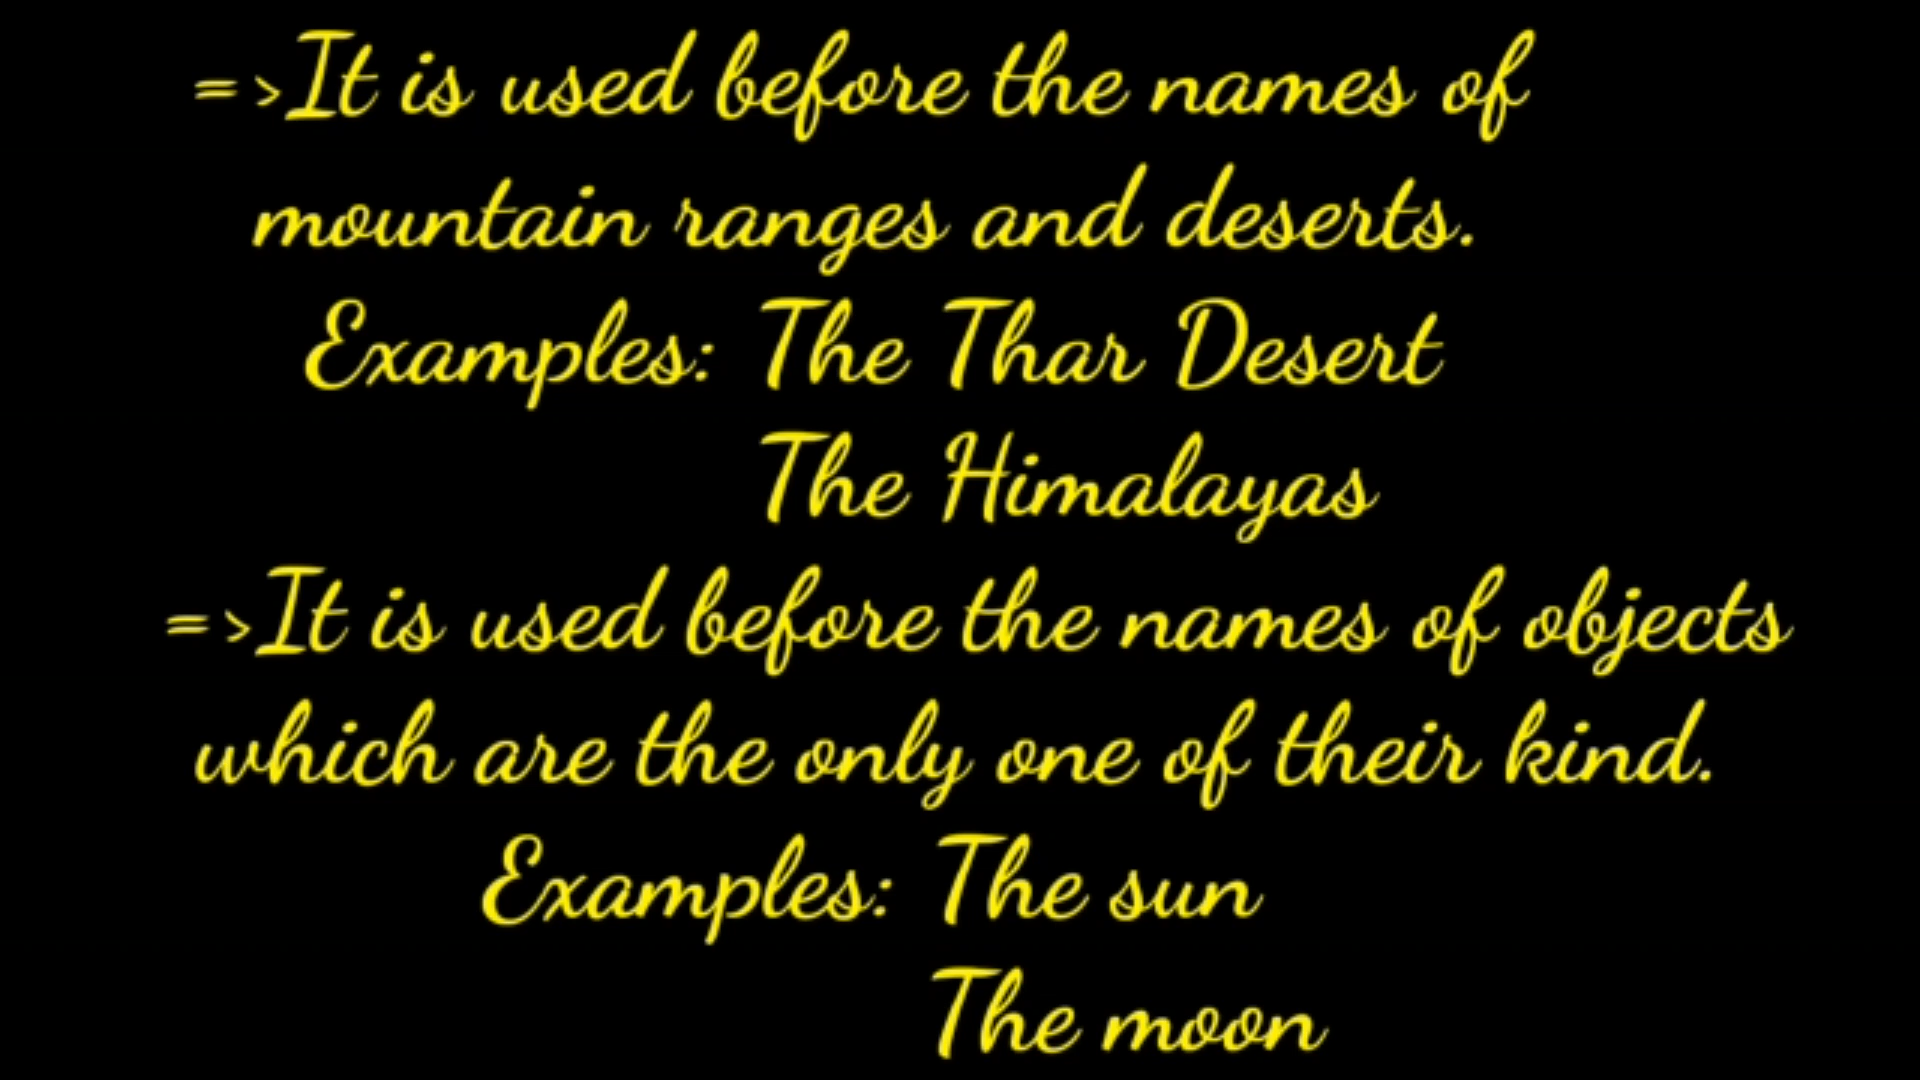 =>It is used before the names of
mountain ranges and deserts.
Examples: The Thar Desert
The Himalayas
=>It is used before the names of objects
which are the only one of their kind.
Examples: The sun
The moon